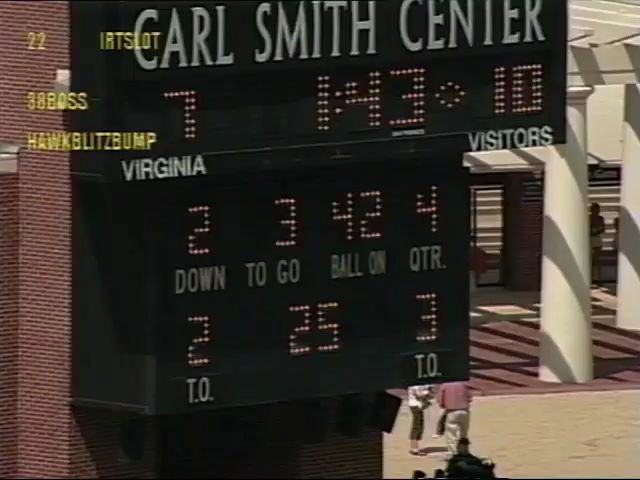 CARL SMITH CENTER
22 IRTSLOT
38BOSS
HAWKBLITZBUMP
7 1:43 10
VIRGINIA VISITORS
2 3 42 4
DOWN TO GO BALL ON QTR.
2 25 3
T.O. T.O.